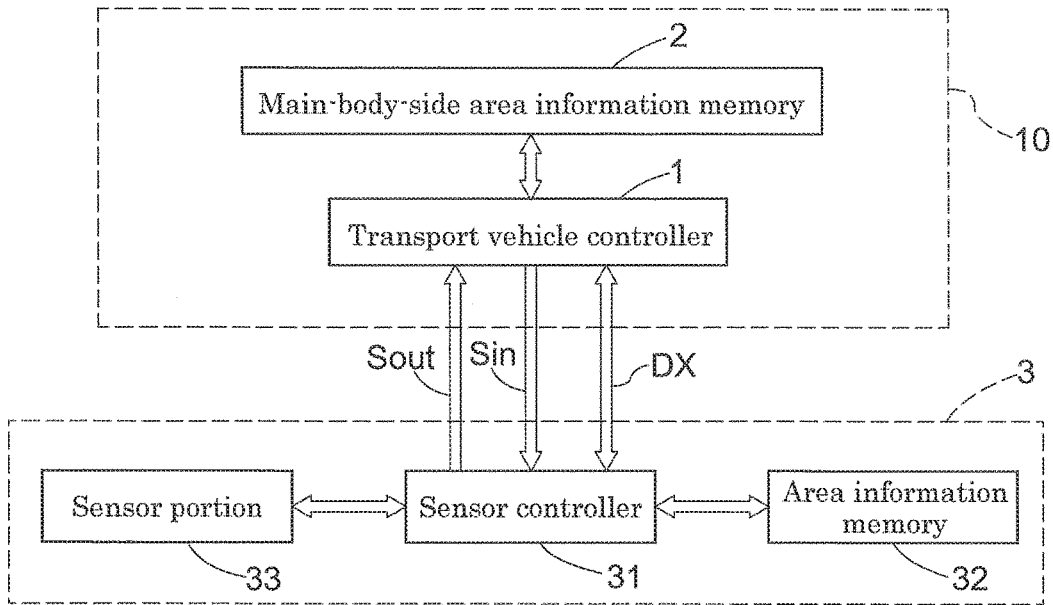 2
Main-body-side area information memory
10
1
Transport vehicle controller
Sout
Sin
DX
3
Sensor portion
Sensor controller
Area information
memory
33
31
32